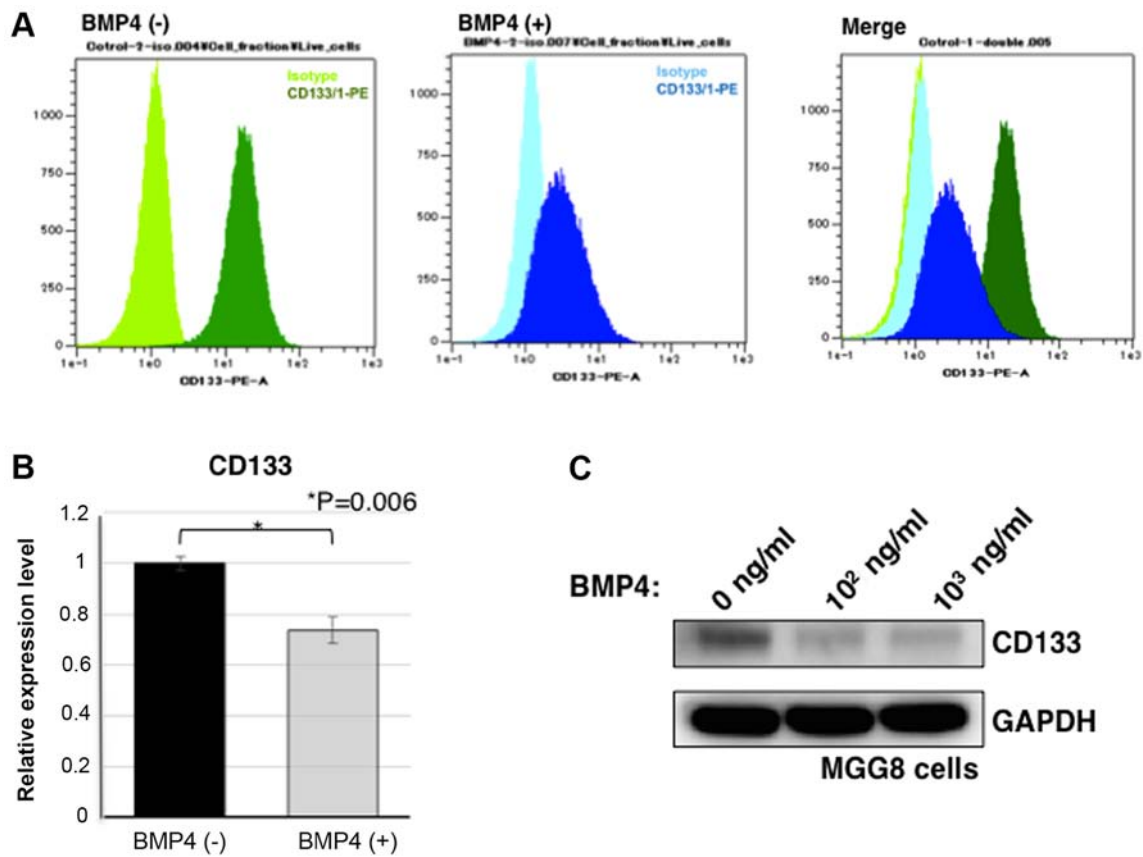 A
BMP4 (-)
Cotrol-2-iso.004¥Cell_fraction¥Live_cells
Isotype
CD133/1-PE
1000
750
500
250
0
1e-1 1e0 1e1 1e2 1e3
CD133-PE-A
BMP4 (+)
BMP4-2-iso.007¥Cell_fraction¥Live_cells
Isotype
CD133/1-PE
1000
750
500
250
0
1e-1 1e0 1e1 1e2 1e3
CD133-PE-A
Merge
Cotrol-1-double.005
1000
750
500
250
0
1e-1 1e0 1e1 1e2 1e3
CD133-PE-A
B
CD133
*P=0.006
*
Relative expression level
1.2
1
0.8
0.6
0.4
0.2
0
BMP4 (-) BMP4 (+)
C
BMP4: 0 ng/ml 10² ng/ml 10³ ng/ml
CD133
GAPDH
MGG8 cells